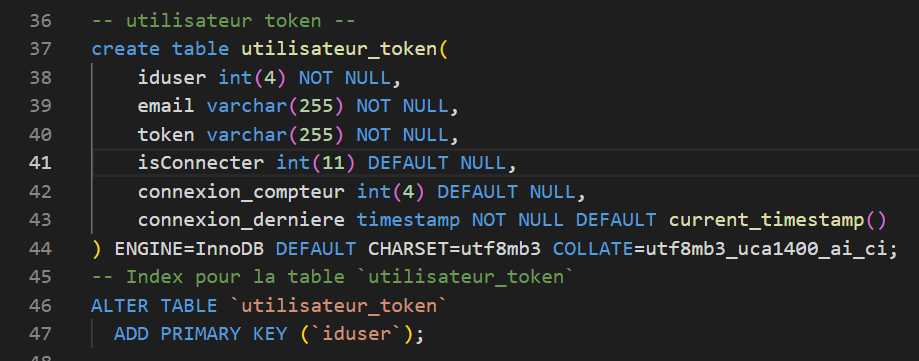 36 -- utilisateur token --
37 create table utilisateur_token(
38 iduser int(4) NOT NULL,
39 email varchar(255) NOT NULL,
40 token varchar(255) NOT NULL,
41 isConnecter int(11) DEFAULT NULL,
42 connexion_compteur int(4) DEFAULT NULL,
43 connexion_derniere timestamp NOT NULL DEFAULT current_timestamp()
44 ) ENGINE=InnoDB DEFAULT CHARSET=utf8mb3 COLLATE=utf8mb3_uca1400_ai_ci;
45 -- Index pour la table `utilisateur_token`
46 ALTER TABLE `utilisateur_token`
47 ADD PRIMARY KEY (`iduser`);